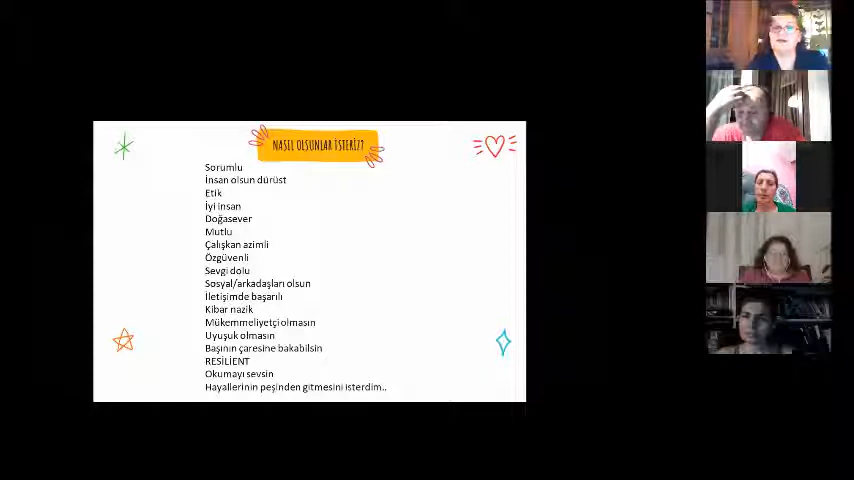 NASIL OLSUNLAR İSTERİZ?
Sorumlu
İnsan olsun dürüst
Etik
İyi insan
Doğasever
Mutlu
Çalışkan azimli
Özgüvenli
Sevgi dolu
Sosyal/arkadaşları olsun
İletişimde başarılı
Kibar nazik
Mükemmeliyetçi olmasın
Uyuşuk olmasın
Başının çaresine bakabilsin
RESİLİENT
Okumayı sevsin
Hayallerinin peşinden gitmesini isterdim..